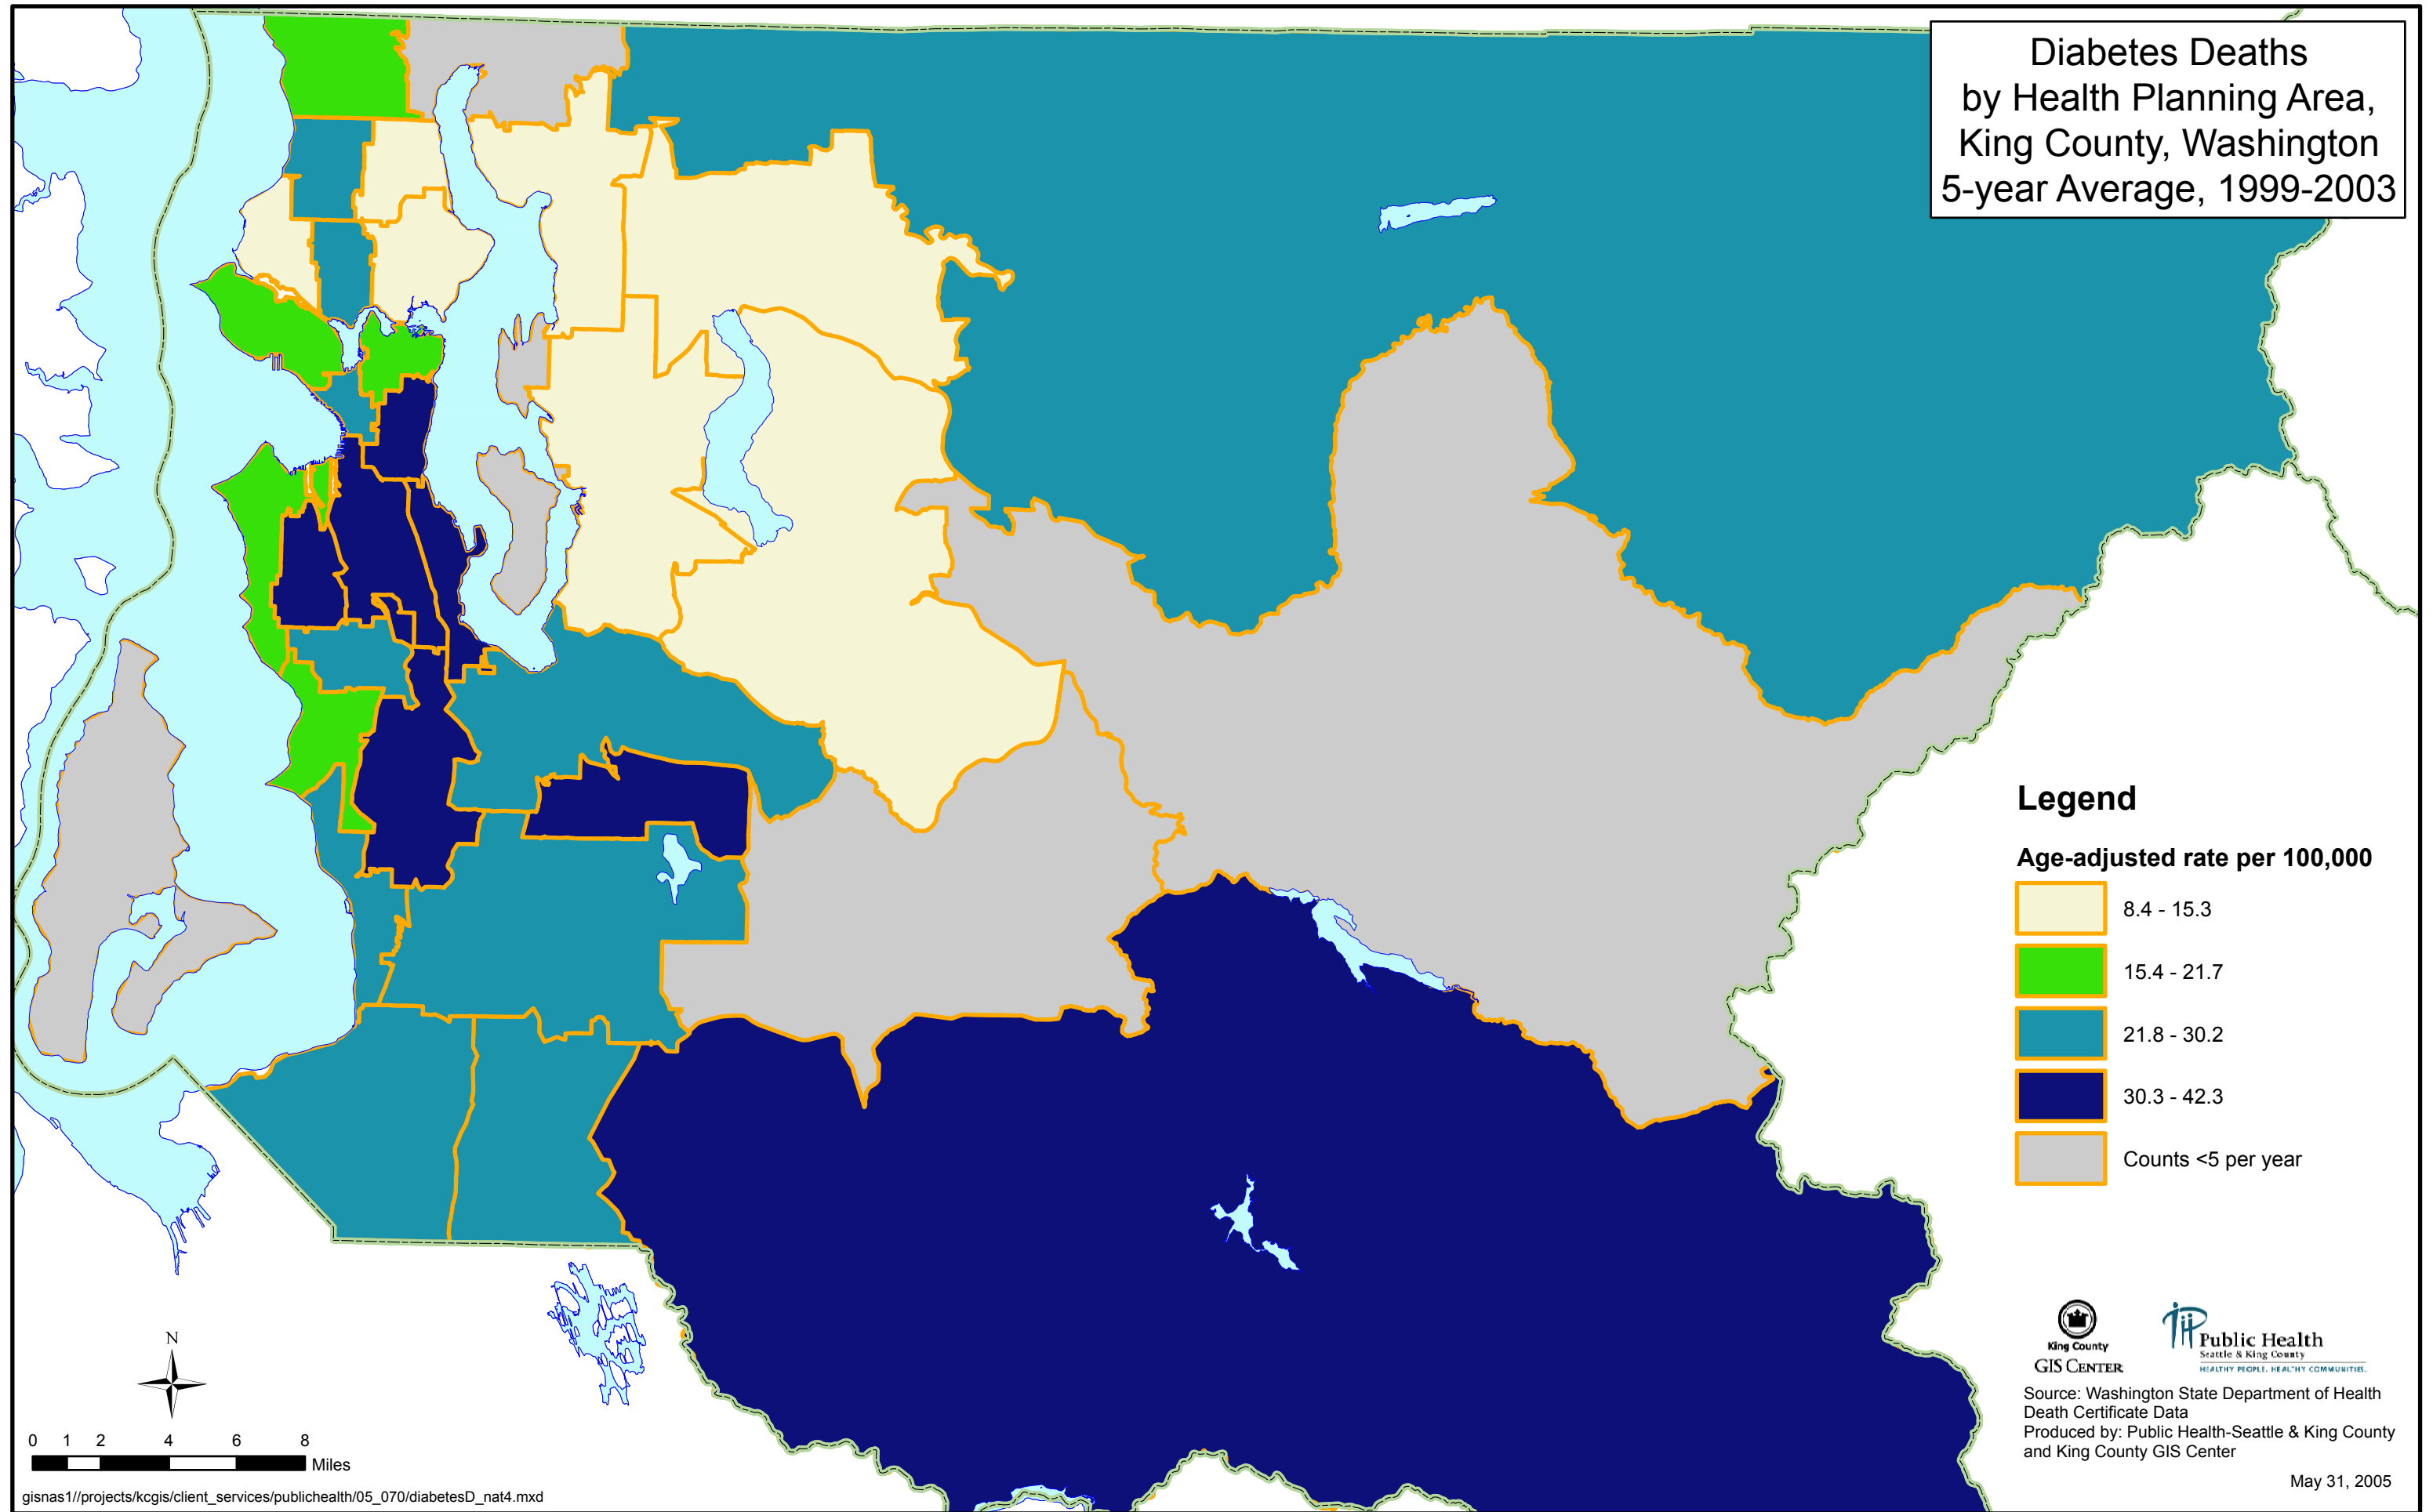 Diabetes Deaths
by Health Planning Area,
King County, Washington
5-year Average, 1999-2003
Legend
Age-adjusted rate per 100,000
8.4 - 15.3
15.4 - 21.7
21.8 - 30.2
30.3 - 42.3
Counts <5 per year
King County
GIS CENTER
Public Health
Seattle & King County
HEALTHY PEOPLE. HEALTHY COMMUNITIES.
Source: Washington State Department of Health
Death Certificate Data
Produced by: Public Health-Seattle & King County
and King County GIS Center
May 31, 2005
N
0 1 2 4 6 8
Miles
gisnas1//projects/kcgis/client_services/publichealth/05_070/diabetesD_nat4.mxd